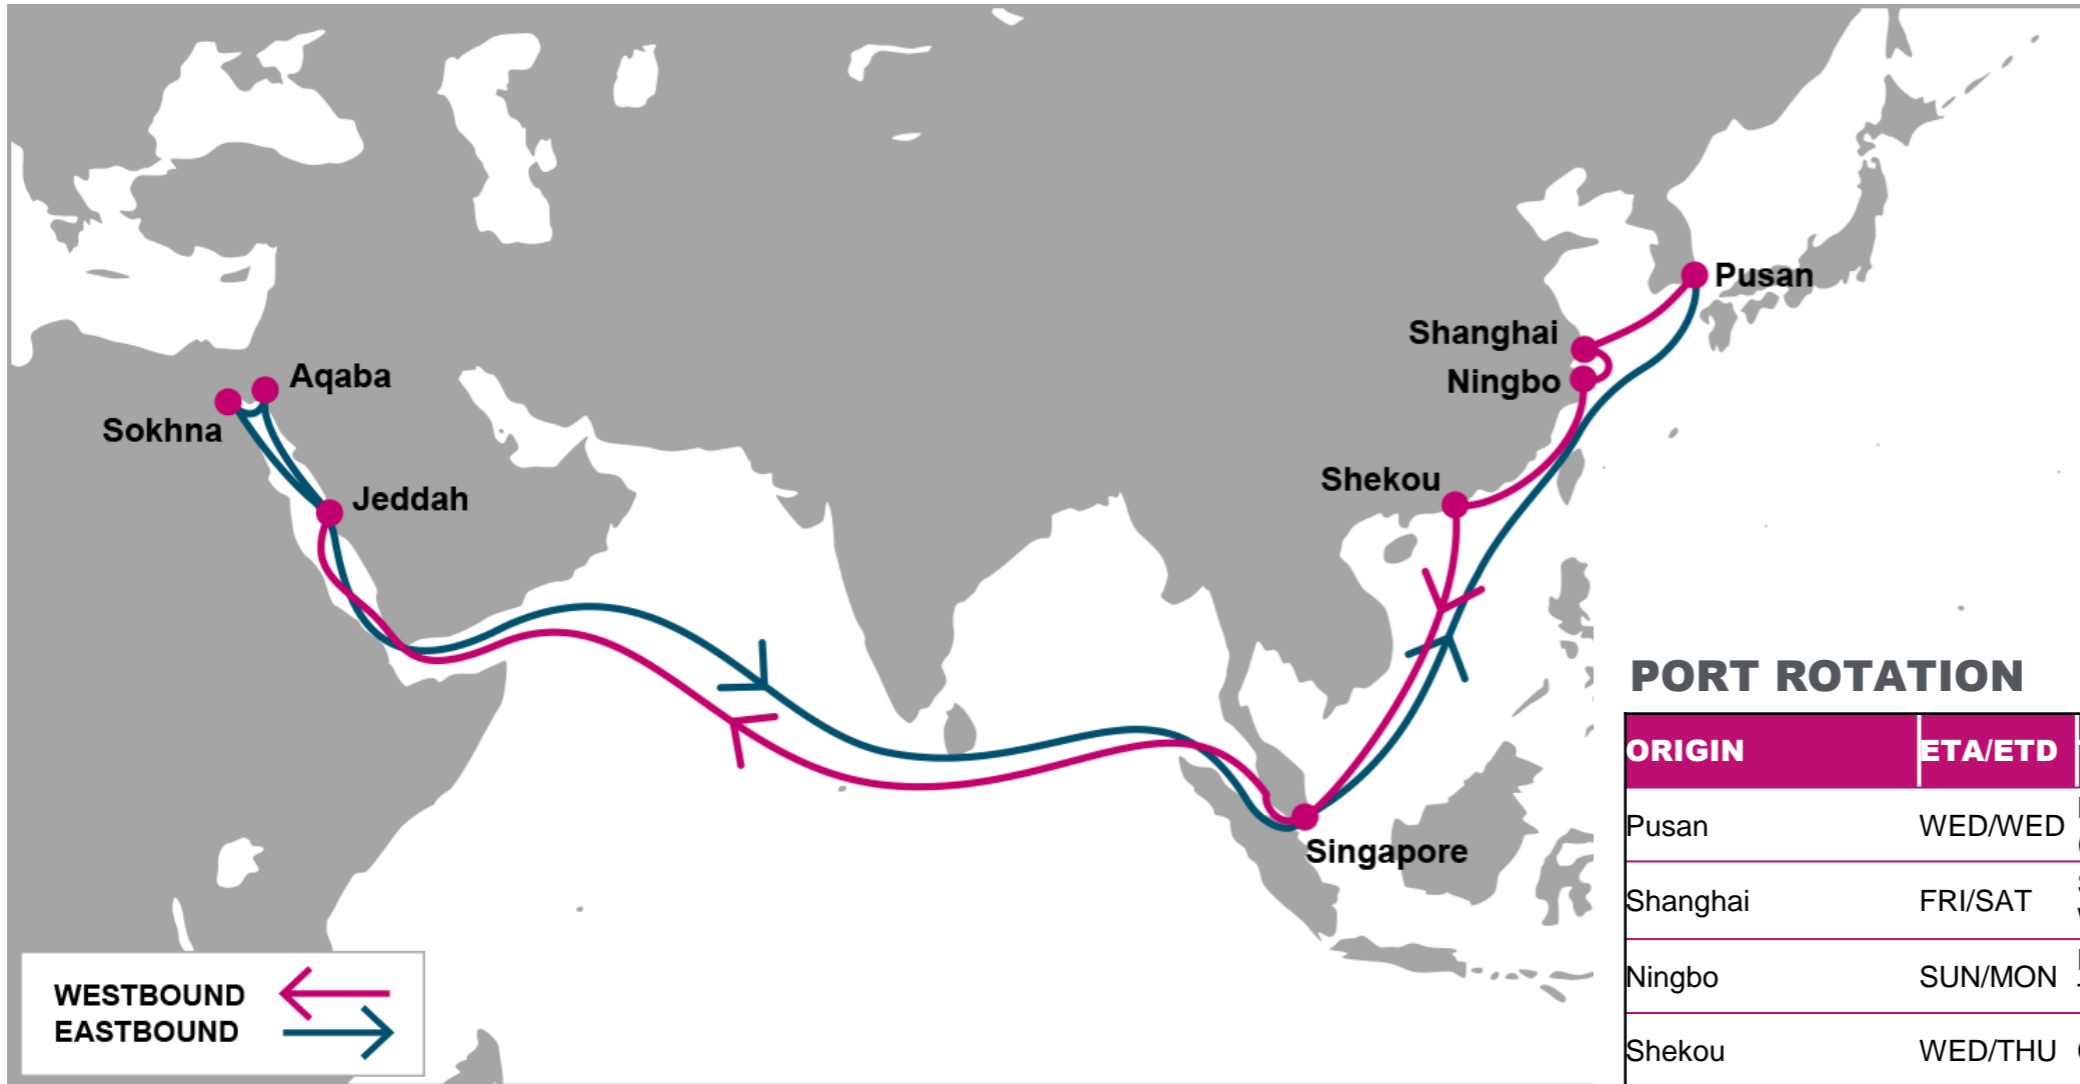 Pusan
Shanghai
Ningbo
Aqaba
Sokhna
Shekou
Jeddah
Singapore
WESTBOUND
EASTBOUND
PORT ROTATION
ORIGIN ETA/ETD
Pusan WED/WED
Shanghai FRI/SAT
Ningbo SUN/MON
Shekou WED/THU